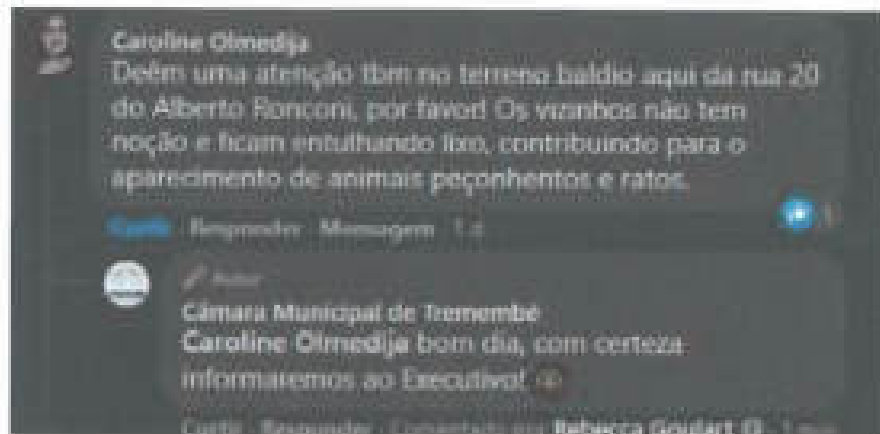 Caroline Olmedija
Deêm uma atenção tbm no terreno baldio aqui da rua 20
do Alberto Ronconi, por favor! Os vizinhos não tem
noção e ficam entulhando lixo, contribuindo para o
aparecimento de animais peçonhentos e ratos.
Curtir Responder Mensagem 1 d
Autor
Câmara Municipal de Tremembé
Caroline Olmedija bom dia, com certeza
informaremos ao Executivo!
Curtir Responder Comentado por Rebecca Goulart